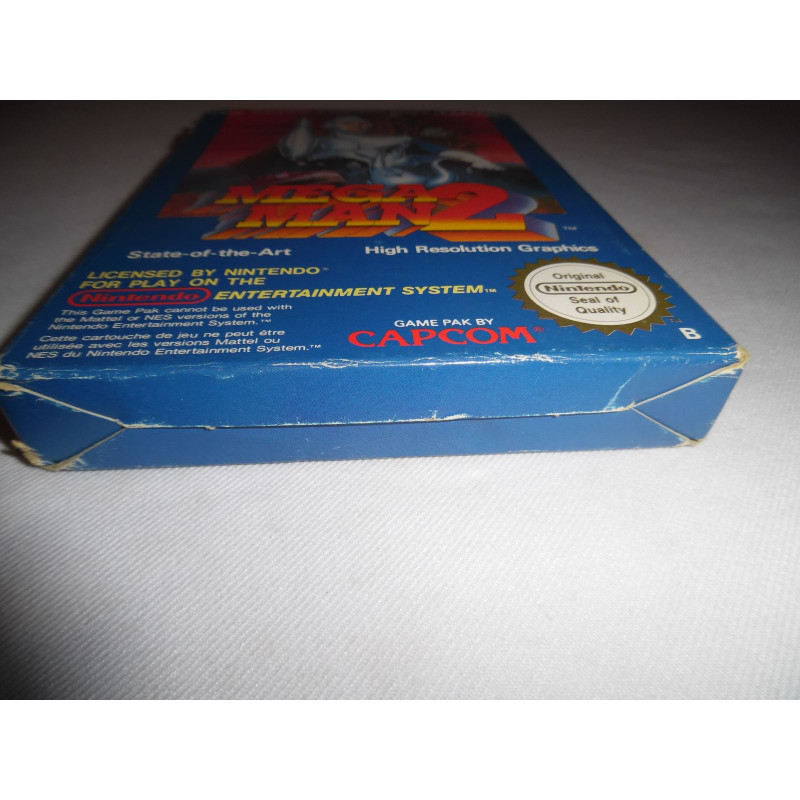 MEGA
MAN 2
TM
State-of-the-Art
High Resolution Graphics
LICENSED BY NINTENDO®
FOR PLAY ON THE
Nintendo ENTERTAINMENT SYSTEM™
This Game Pak cannot be used with
the Mattel or NES versions of the
Nintendo Entertainment System.™
Cette cartouche de jeu ne peut être
utilisée avec les versions Mattel ou
NES du Nintendo Entertainment System.™
GAME PAK BY
CAPCOM®
Original
Nintendo
Seal of
Quality
B